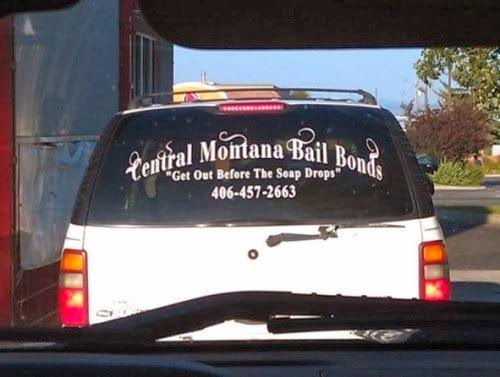 Central Montana Bail Bonds
"Get Out Before The Soap Drops"
406-457-2663